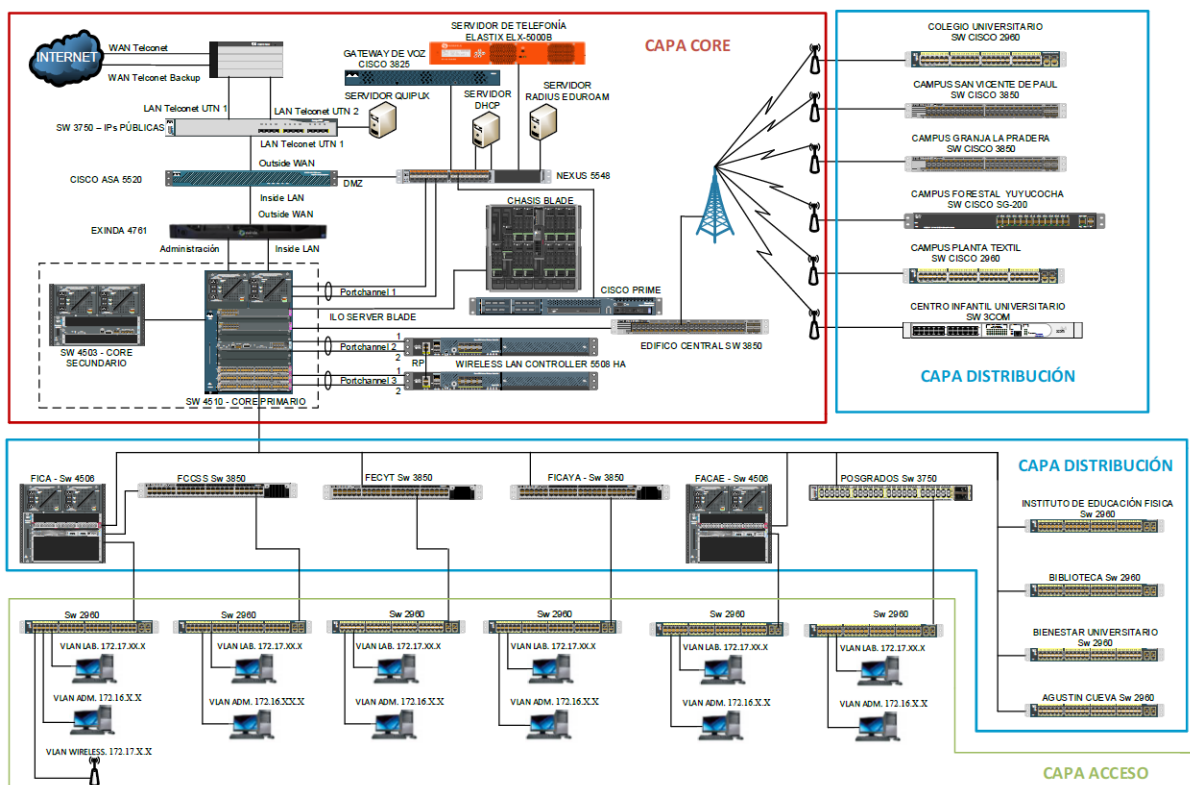 SERVIDOR DE TELEFONÍA
ELASTIX ELX-5000B
CAPA CORE
INTERNET
WAN Telconet
WAN Telconet Backup
GATEWAY DE VOZ
CISCO 3825
SERVIDOR QUIPUX
SERVIDOR
DHCP
SERVIDOR
RADIUS EDUROAM
LAN Telconet UTN 1
LAN Telconet UTN 2
SW 3750 – IPs PÚBLICAS
LAN Telconet UTN 1
Outside WAN
CISCO ASA 5520
DMZ
NEXUS 5548
Inside LAN
Outside WAN
CHASIS BLADE
EXINDA 4761
Administración
Inside LAN
Portchannel 1
CISCO PRIME
ILO SERVER BLADE
EDIFICO CENTRAL SW 3850
SW 4503 - CORE
SECUNDARIO
1
Portchannel 2
2
RP
WIRELESS LAN CONTROLLER 5508 HA
1
Portchannel 3
2
SW 4510 - CORE PRIMARIO
COLEGIO UNIVERSITARIO
SW CISCO 2960
CAMPUS SAN VICENTE DE PAUL
SW CISCO 3850
CAMPUS GRANJA LA PRADERA
SW CISCO 3850
CAMPUS FORESTAL YUYUCOCHA
SW CISCO SG-200
CAMPUS PLANTA TEXTIL
SW CISCO 2960
CENTRO INFANTIL UNIVERSITARIO
SW 3COM
CAPA DISTRIBUCIÓN
CAPA DISTRIBUCIÓN
FICA - Sw 4506
FCCSS Sw 3850
FECYT Sw 3850
FICAYA - Sw 3850
FACAE - Sw 4506
POSGRADOS Sw 3750
INSTITUTO DE EDUCACIÓN FISICA
Sw 2960
BIBLIOTECA Sw 2960
BIENESTAR UNIVERSITARIO
Sw 2960
AGUSTIN CUEVA Sw 2960
Sw 2960
Sw 2960
Sw 2960
Sw 2960
Sw 2960
Sw 2960
VLAN LAB. 172.17.XX.X
VLAN LAB. 172.17.XX.X
VLAN LAB. 172.17.XX.X
VLAN LAB. 172.17.XX.X
VLAN LAB. 172.17.XX.X
VLAN LAB. 172.17.XX.X
VLAN ADM. 172.16.X.X
VLAN ADM. 172.16.XX.X
VLAN ADM. 172.16.X.X
VLAN ADM. 172.16.X.X
VLAN ADM. 172.16.X.X
VLAN ADM. 172.16.X.X
VLAN WIRELESS. 172.17.X.X
CAPA ACCESO